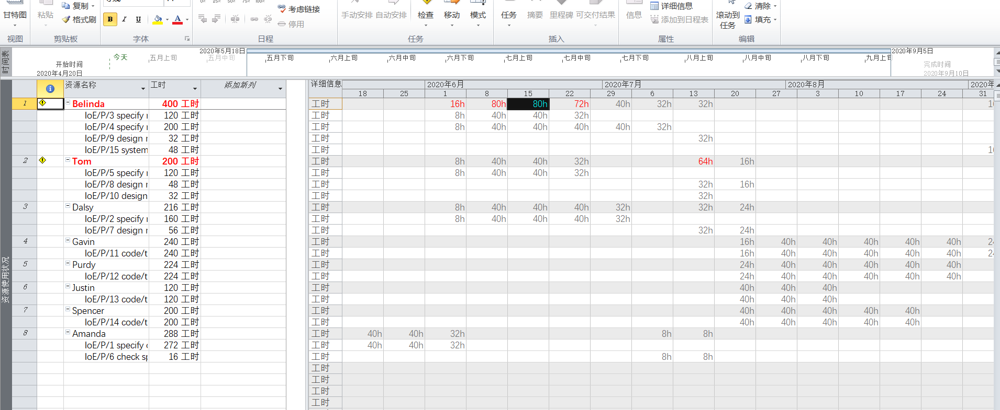 0% 25% 50% 75% 100%
甘特图 粘贴 复制 格式刷 B I U A 考虑链接 停用 手动安排 自动安排 检查 移动 模式 任务 摘要 里程碑 可交付结果 信息 详细信息 添加到日程表 滚动到任务 清除 填充
视图 剪贴板 字体 日程 任务 插入 属性 编辑
时间表
2020年5月18日 2020年9月5日
今天 五月上旬 五月中旬 五月下旬 六月上旬 六月中旬 六月下旬 七月上旬 七月中旬 七月下旬 八月上旬 八月中旬 八月下旬 九月上旬
开始时间 完成时间
2020年4月20日 2020年9月10日
资源使用状况
资源名称 工时 添加新列 详细信息 2020年6月 2020年7月 2020年8月 2020年
18 25 1 8 15 22 29 6 13 20 27 3 10 17 24 31
1 Belinda 400 工时 工时 16h 80h 80h 72h 40h 32h 32h
IoE/P/3 specify 120 工时 工时 8h 40h 40h 32h
IoE/P/4 specify 200 工时 工时 8h 40h 40h 40h 40h 32h
IoE/P/9 design 32 工时 工时 32h
IoE/P/15 system 48 工时 工时
2 Tom 200 工时 工时 8h 40h 40h 32h 64h 16h
IoE/P/5 specify 120 工时 工时 8h 40h 40h 32h
IoE/P/8 design 48 工时 工时 32h 16h
IoE/P/10 design 32 工时 工时 32h
3 Dalsy 216 工时 工时 8h 40h 40h 40h 32h 32h 24h
IoE/P/2 specify 160 工时 工时 8h 40h 40h 40h 32h
IoE/P/7 design 56 工时 工时 32h 24h
4 Gavin 240 工时 工时 16h 40h 40h 40h 40h 40h
IoE/P/11 code/t 240 工时 工时 16h 40h 40h 40h 40h 40h
5 Purdy 224 工时 工时 24h 40h 40h 40h 40h 40h
IoE/P/12 code/t 224 工时 工时 24h 40h 40h 40h 40h 40h
6 Justin 120 工时 工时 40h 40h 40h
IoE/P/13 code/t 120 工时 工时 40h 40h 40h
7 Spencer 200 工时 工时 40h 40h 40h 40h 40h
IoE/P/14 code/t 200 工时 工时 40h 40h 40h 40h 40h
8 Amanda 288 工时 工时 40h 40h 32h 8h 8h
IoE/P/1 specify 272 工时 工时 40h 40h 32h
IoE/P/6 check 16 工时 工时 8h 8h
工时
工时
工时
工时